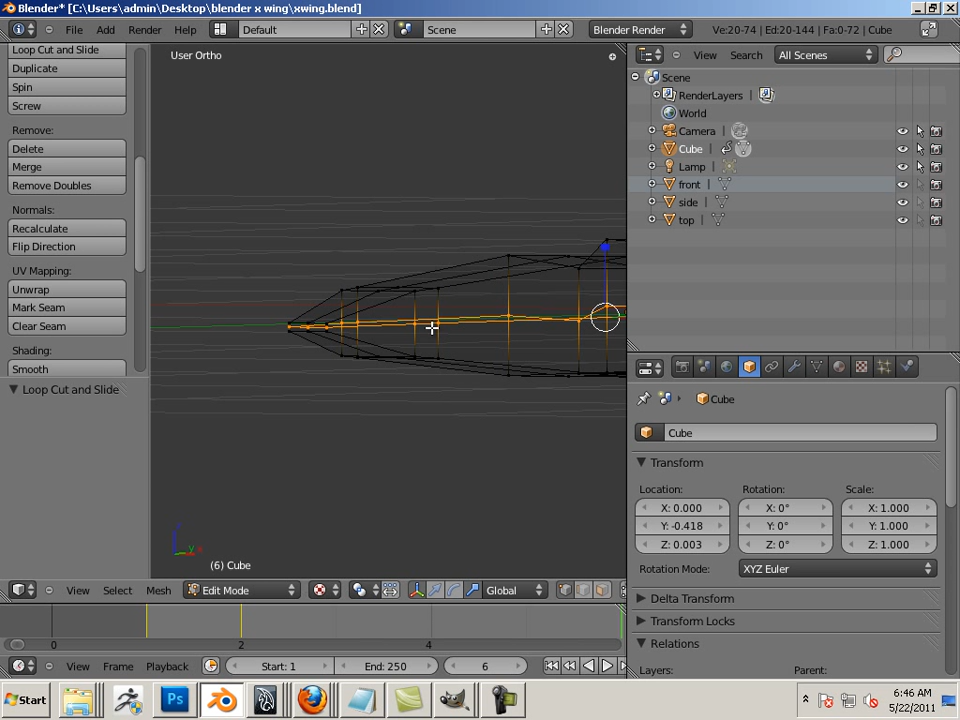 Blender* [C:\Users\admin\Desktop\blender x wing\xwing.blend]
File Add Render Help Default Scene Blender Render Ve:20-74 | Ed:20-144 | Fa:0-72 | Cube
Loop Cut and Slide
Duplicate
Spin
Screw
Remove:
Delete
Merge
Remove Doubles
Normals:
Recalculate
Flip Direction
UV Mapping:
Unwrap
Mark Seam
Clear Seam
Shading:
Smooth
Loop Cut and Slide
User Ortho
(6) Cube
View Select Mesh Edit Mode Global
0 2 4
View Frame Playback Start: 1 End: 250 6
View Search All Scenes
Scene
RenderLayers |
World
Camera |
Cube |
Lamp |
front |
side |
top |
Cube
Cube
Transform
Location: Rotation: Scale:
X: 0.000 X: 0° X: 1.000
Y: -0.418 Y: 0° Y: 1.000
Z: 0.003 Z: 0° Z: 1.000
Rotation Mode: XYZ Euler
Delta Transform
Transform Locks
Relations
Layers: Parent:
Start Ps 6:46 AM
5/22/2011